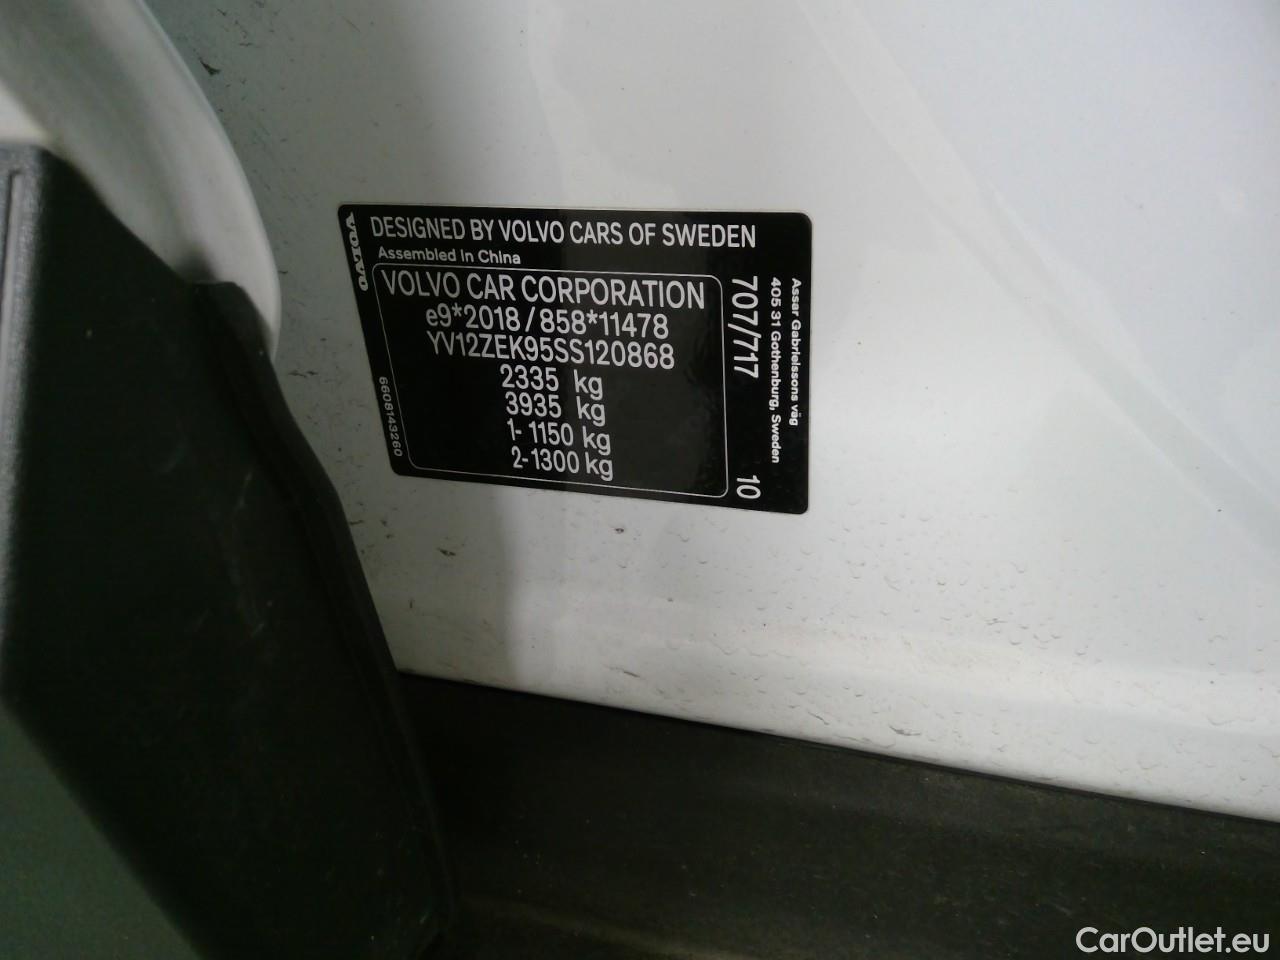 VOLVO
DESIGNED BY VOLVO CARS OF SWEDEN
Assembled in China
VOLVO CAR CORPORATION
e9*2018/858*11478
YV12ZEK95SS120868
2335 kg
3935 kg
1- 1150 kg
2- 1300 kg
6608143260
707/717 10
Assar Gabrielssons väg
405 31 Gothenburg, Sweden
CarOutlet.eu